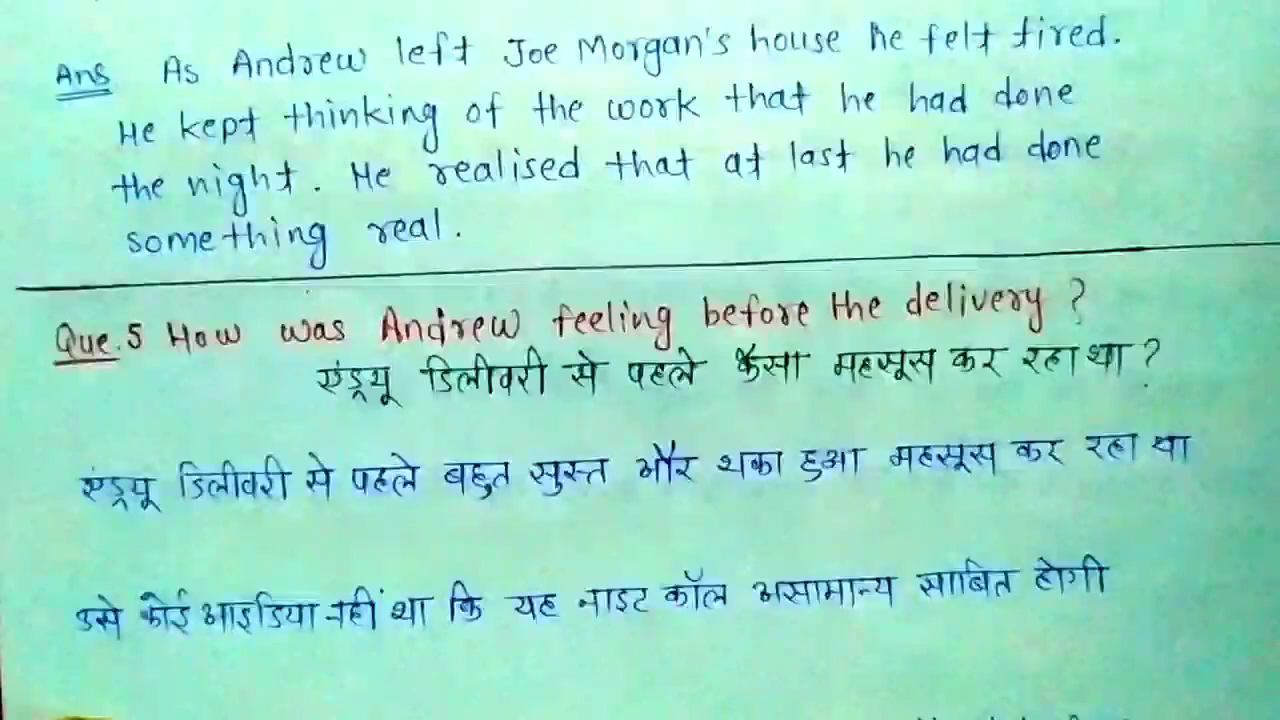 Ans As Andrew left Joe Morgan's house he felt tired.
He kept thinking of the work that he had done
the night. He realised that at last he had done
something real.
Que.5 How was Andrew feeling before the delivery?
एंड्रयू डिलीवरी से पहले कैसा महसूस कर रहा था?
एंड्रयू डिलीवरी से पहले बहुत सुस्त और थका हुआ महसूस कर रहा था
उसे कोई आइडिया नहीं था कि यह नाइट कॉल असामान्य साबित होगी